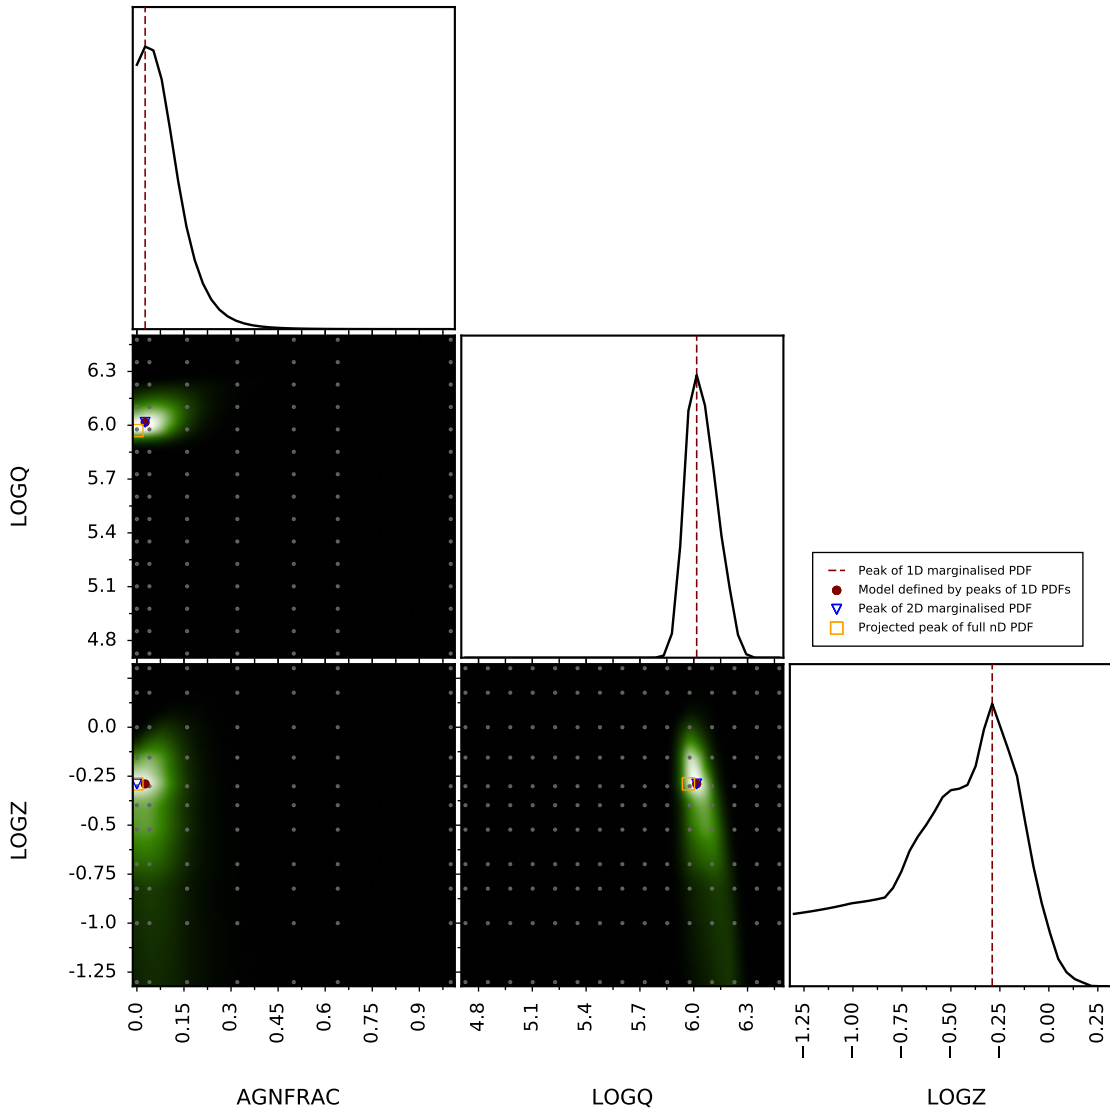 6.3
6.0
5.7
5.4
5.1
4.8
LOGQ
Peak of 1D marginalised PDF
Model defined by peaks of 1D PDFs
Peak of 2D marginalised PDF
Projected peak of full nD PDF
0.0
-0.25
-0.5
-0.75
-1.0
-1.25
LOGZ
0.0 0.15 0.3 0.45 0.6 0.75 0.9
4.8 5.1 5.4 5.7 6.0 6.3
−1.25 −1.00 −0.75 −0.50 −0.25 0.00 0.25
AGNFRAC LOGQ LOGZ